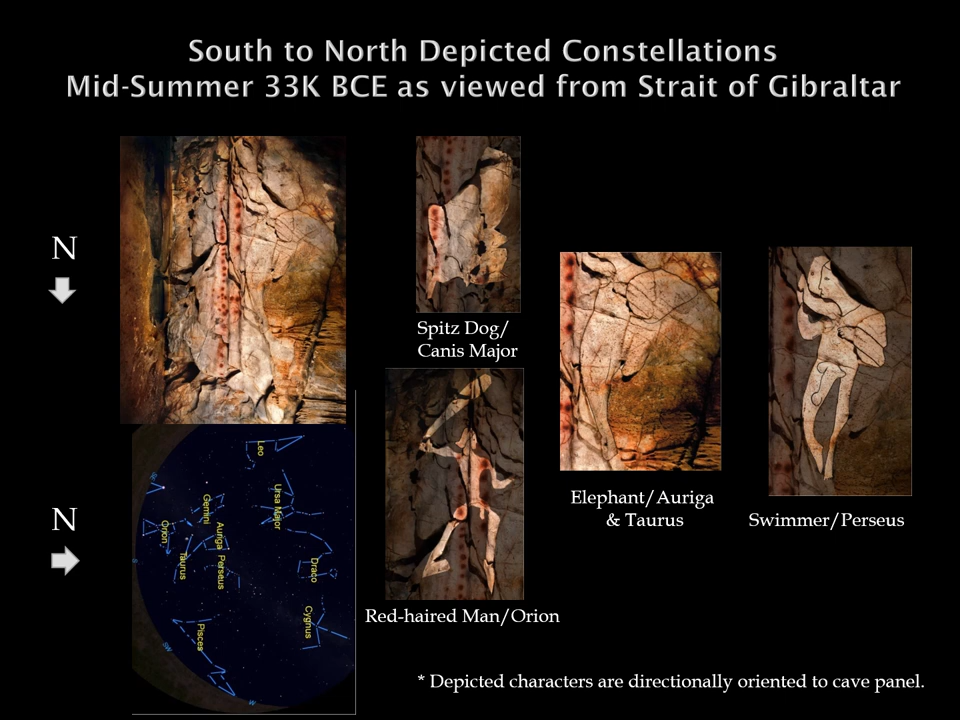 South to North Depicted Constellations
Mid-Summer 33K BCE as viewed from Strait of Gibraltar
N
Spitz Dog/
Canis Major
Elephant/Auriga
& Taurus
Swimmer/Perseus
N
Leo
Ursa Major
Gemini
Orion
Auriga
Taurus
Perseus
Draco
Cygnus
Pisces
SW
W
Red-haired Man/Orion
* Depicted characters are directionally oriented to cave panel.